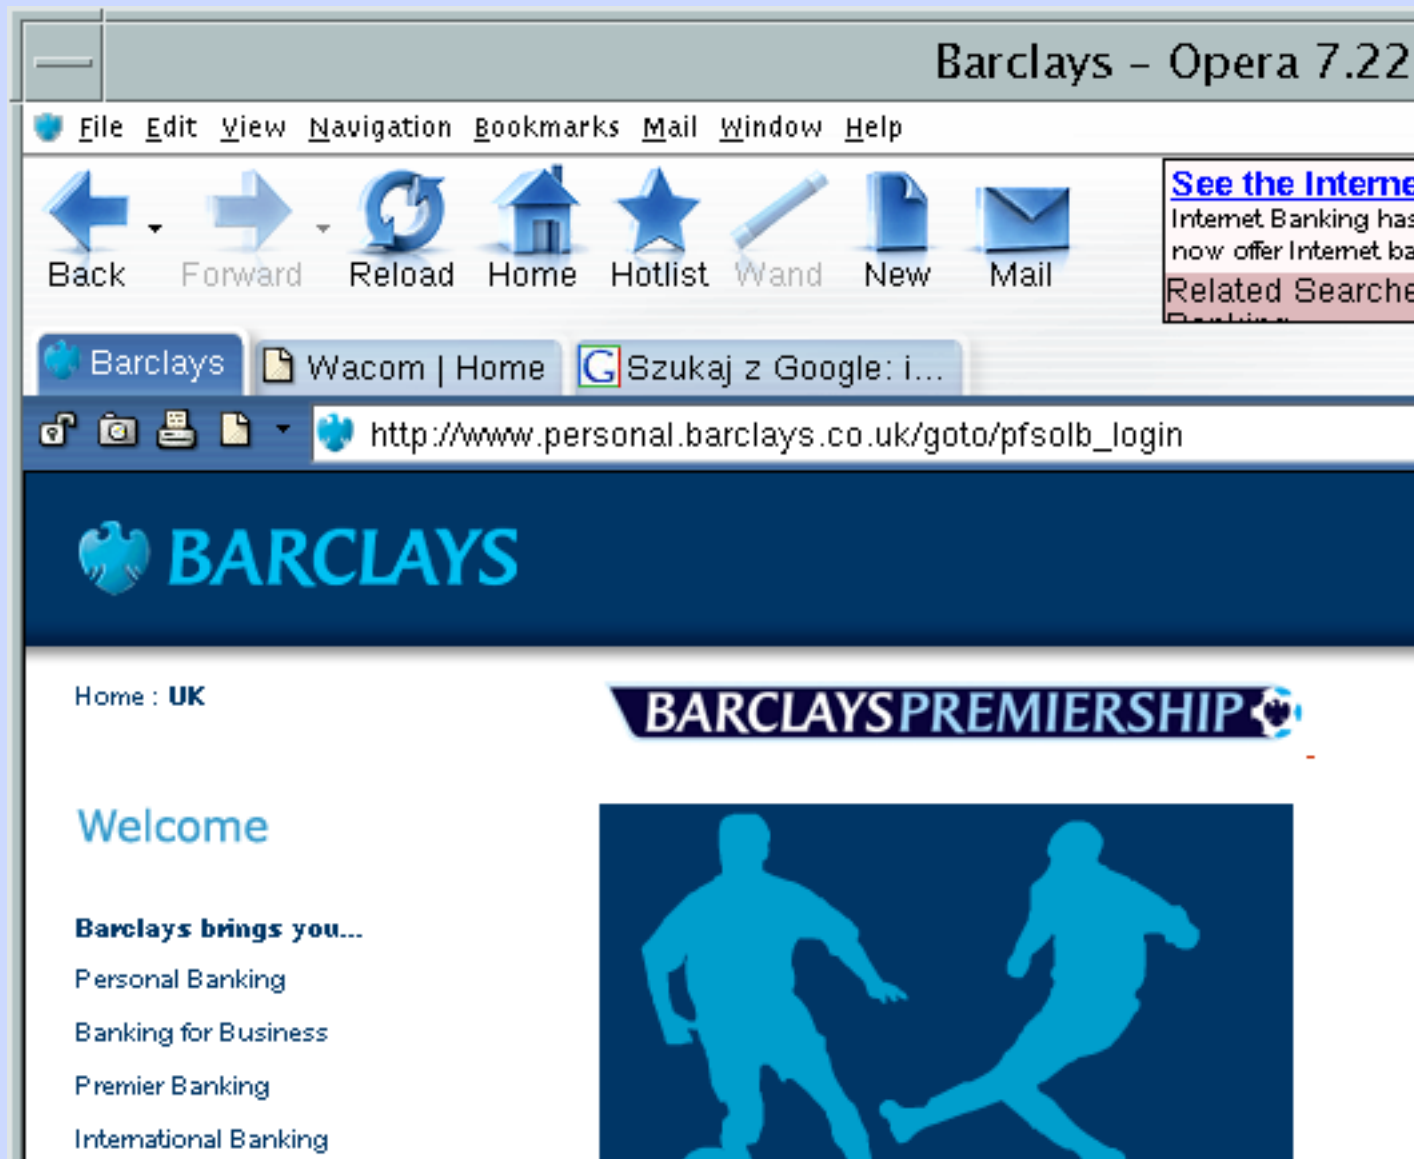 Barclays – Opera 7.22
File Edit View Navigation Bookmarks Mail Window Help
Back Forward Reload Home Hotlist Wand New Mail
See the Interne
Internet Banking has
now offer Internet ba
Related Searche
Barclays Wacom | Home Szukaj z Google: i...
http://www.personal.barclays.co.uk/goto/pfsolb_login
BARCLAYS
Home : UK
BARCLAYS PREMIERSHIP
Welcome
Barclays brings you...
Personal Banking
Banking for Business
Premier Banking
International Banking